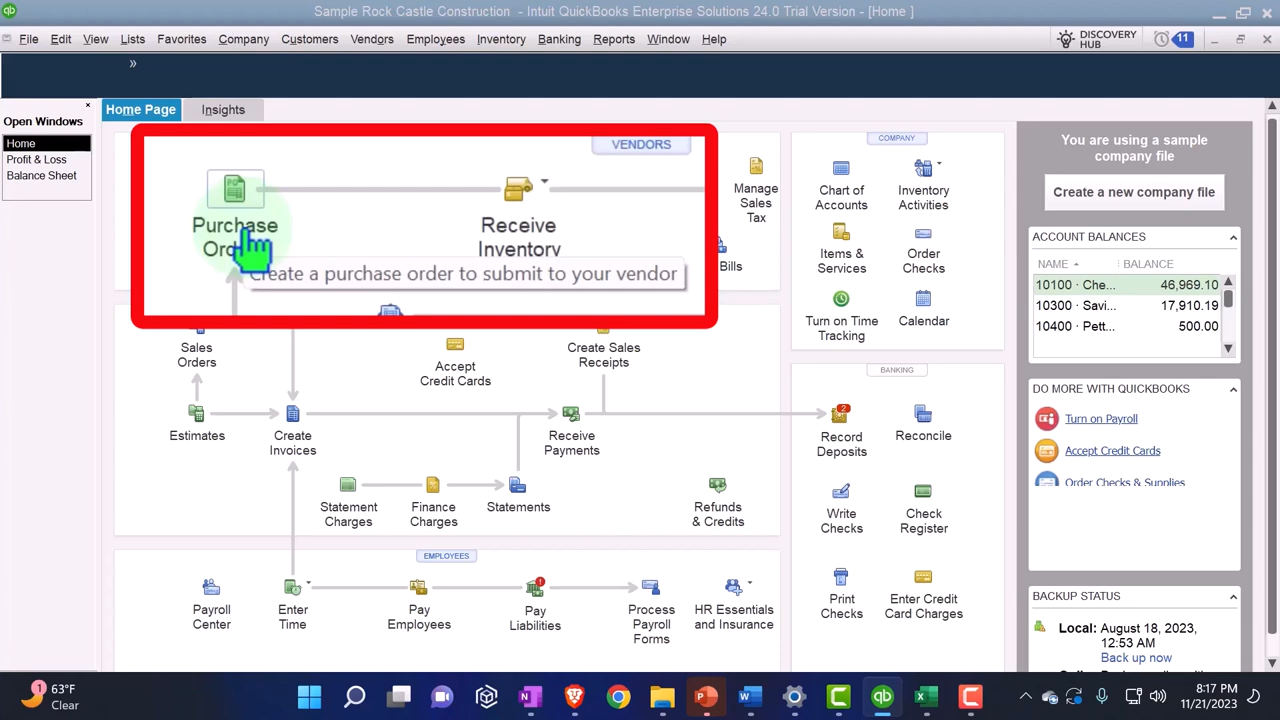 Sample Rock Castle Construction - Intuit QuickBooks Enterprise Solutions 24.0 Trial Version - [Home ]
File Edit View Lists Favorites Company Customers Vendors Employees Inventory Banking Reports Window Help
DISCOVERY
HUB
11
»
Open Windows
Home
Profit & Loss
Balance Sheet
Home Page
Insights
VENDORS
Purchase
Receive
Inventory
Create a purchase order to submit to your vendor
Manage
Sales
Tax
Bills
Sales
Orders
Accept
Credit Cards
Create Sales
Receipts
Estimates
Create
Invoices
Receive
Payments
Statement
Charges
Finance
Charges
Statements
Refunds
& Credits
EMPLOYEES
Payroll
Center
Enter
Time
Pay
Employees
Pay
Liabilities
Process
Payroll
Forms
HR Essentials
and Insurance
COMPANY
Chart of
Accounts
Inventory
Activities
Items &
Services
Order
Checks
Turn on Time
Tracking
Calendar
BANKING
2
Record
Deposits
Reconcile
Write
Checks
Check
Register
Print
Checks
Enter Credit
Card Charges
You are using a sample
company file
Create a new company file
ACCOUNT BALANCES
NAME BALANCE
10100 · Che... 46,969.10
10300 · Savi... 17,910.19
10400 · Pett... 500.00
DO MORE WITH QUICKBOOKS
Turn on Payroll
Accept Credit Cards
Order Checks & Supplies
BACKUP STATUS
Local: August 18, 2023,
12:53 AM
Back up now
1
63°F
Clear
8:17 PM
11/21/2023